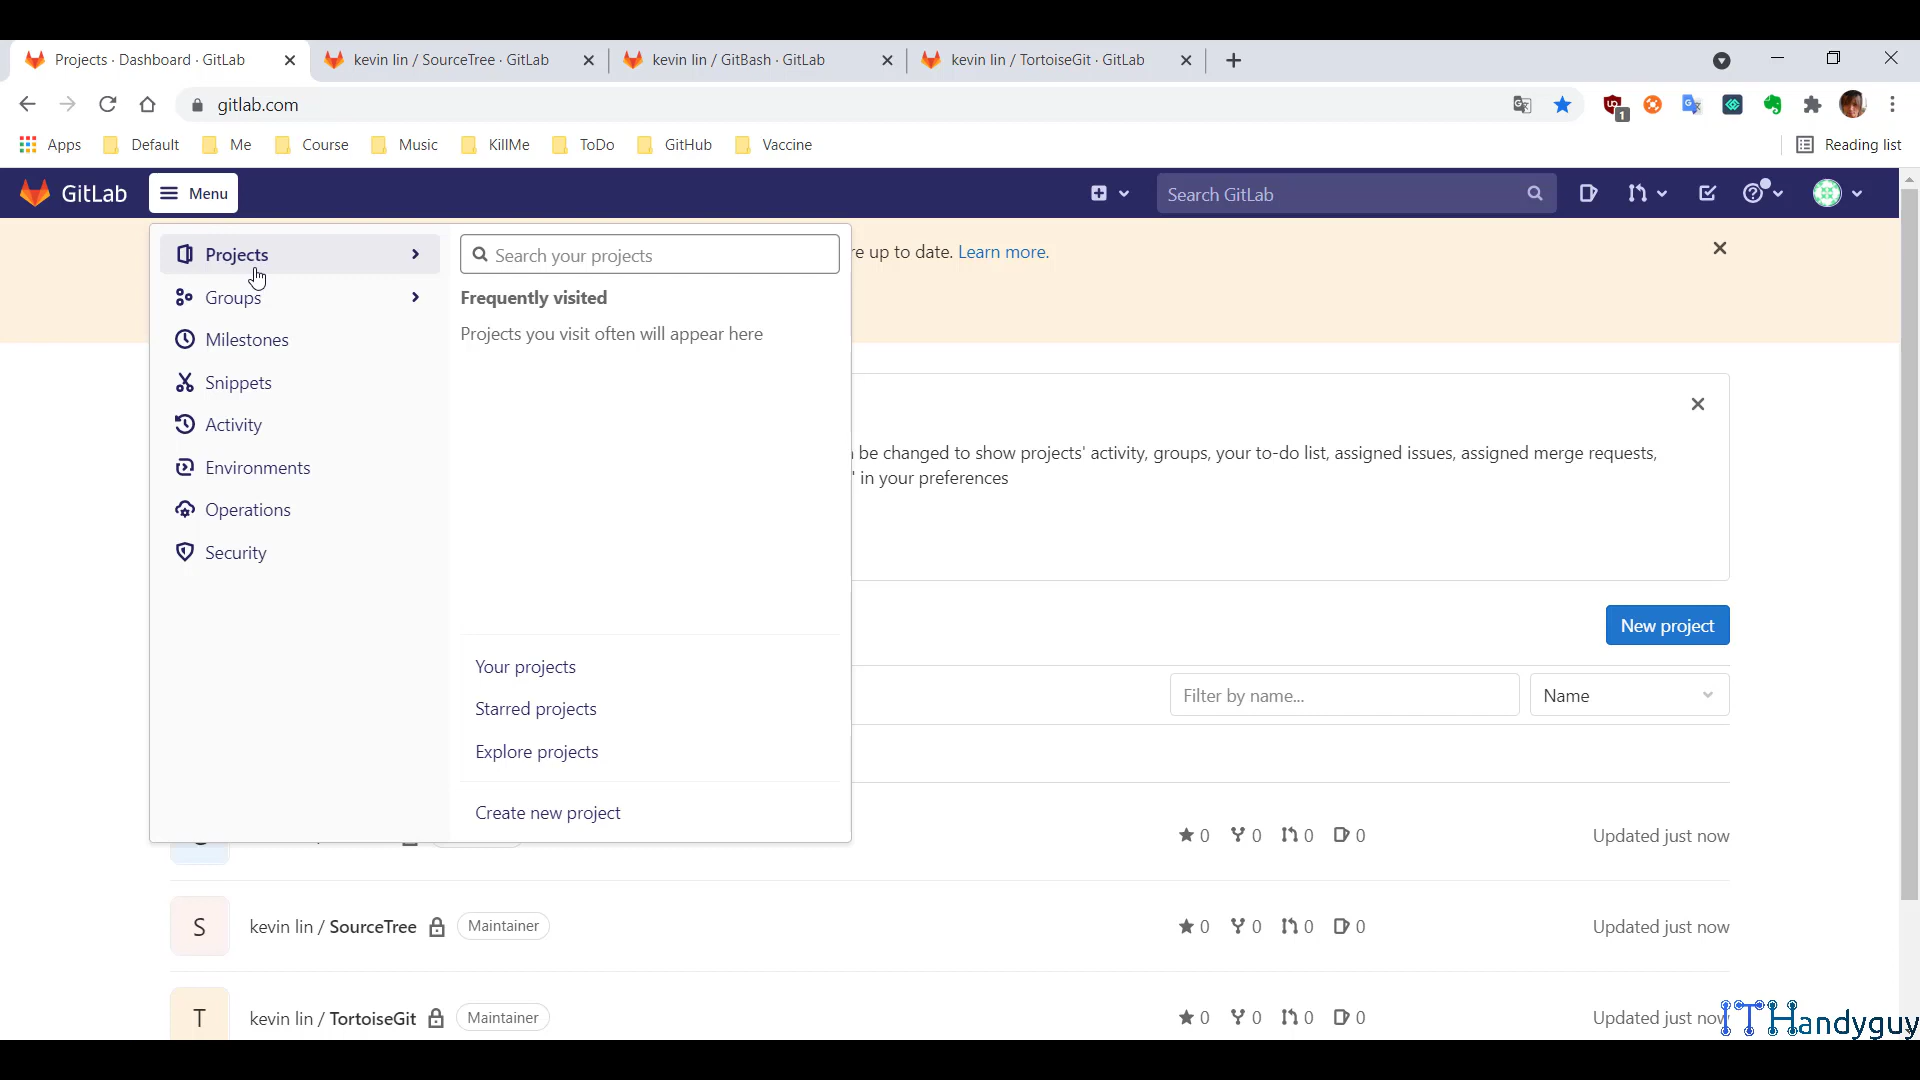 Projects · Dashboard · GitLab
kevin lin / SourceTree · GitLab
kevin lin / GitBash · GitLab
kevin lin / TortoiseGit · GitLab
gitlab.com
1
Apps Default Me Course Music KillMe ToDo GitHub Vaccine Reading list
GitLab Menu Search GitLab
Projects
Groups
Milestones
Snippets
Activity
Environments
Operations
Security
Search your projects
Frequently visited
Projects you visit often will appear here
Your projects
Starred projects
Explore projects
Create new project
re up to date. Learn more.
be changed to show projects' activity, groups, your to-do list, assigned issues, assigned merge requests,
' in your preferences
New project
Filter by name... Name
0 0 0 0 Updated just now
S kevin lin / SourceTree Maintainer 0 0 0 0 Updated just now
T kevin lin / TortoiseGit Maintainer 0 0 0 0 Updated just now
ITHandyguy